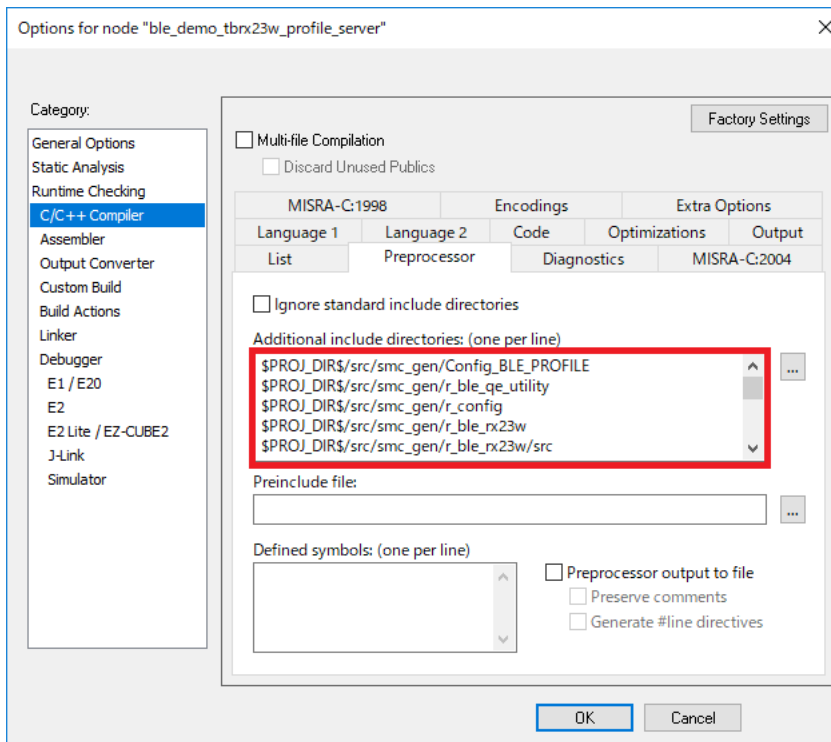 Options for node "ble_demo_tbrx23w_profile_server"
Category:
General Options
Static Analysis
Runtime Checking
C/C++ Compiler
Assembler
Output Converter
Custom Build
Build Actions
Linker
Debugger
E1 / E20
E2
E2 Lite / EZ-CUBE2
J-Link
Simulator
Factory Settings
Multi-file Compilation
Discard Unused Publics
MISRA-C:1998 Encodings Extra Options
Language 1 Language 2 Code Optimizations Output
List Preprocessor Diagnostics MISRA-C:2004
Ignore standard include directories
Additional include directories: (one per line)
$PROJ_DIR$/src/smc_gen/Config_BLE_PROFILE
$PROJ_DIR$/src/smc_gen/r_ble_qe_utility
$PROJ_DIR$/src/smc_gen/r_config
$PROJ_DIR$/src/smc_gen/r_ble_rx23w
$PROJ_DIR$/src/smc_gen/r_ble_rx23w/src
...
Preinclude file:
...
Defined symbols: (one per line)
Preprocessor output to file
Preserve comments
Generate #line directives
OK Cancel